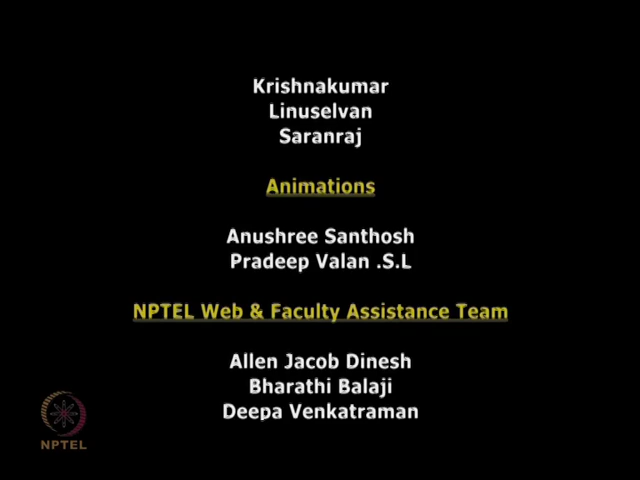 Krishnakumar
Linuselvan
Saranraj
Animations
Anushree Santhosh
Pradeep Valan .S.L
NPTEL Web & Faculty Assistance Team
Allen Jacob Dinesh
Bharathi Balaji
Deepa Venkatraman
NPTEL